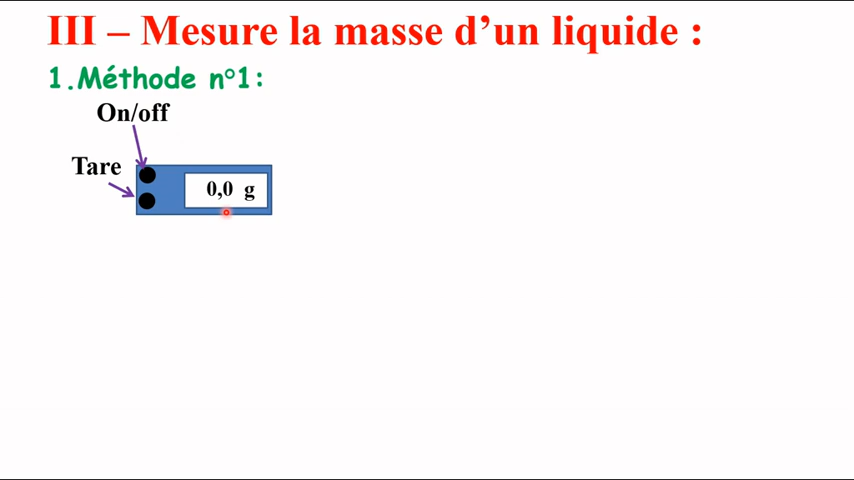 III – Mesure la masse d’un liquide :
1.Méthode n°1:
On/off
Tare
0,0 g